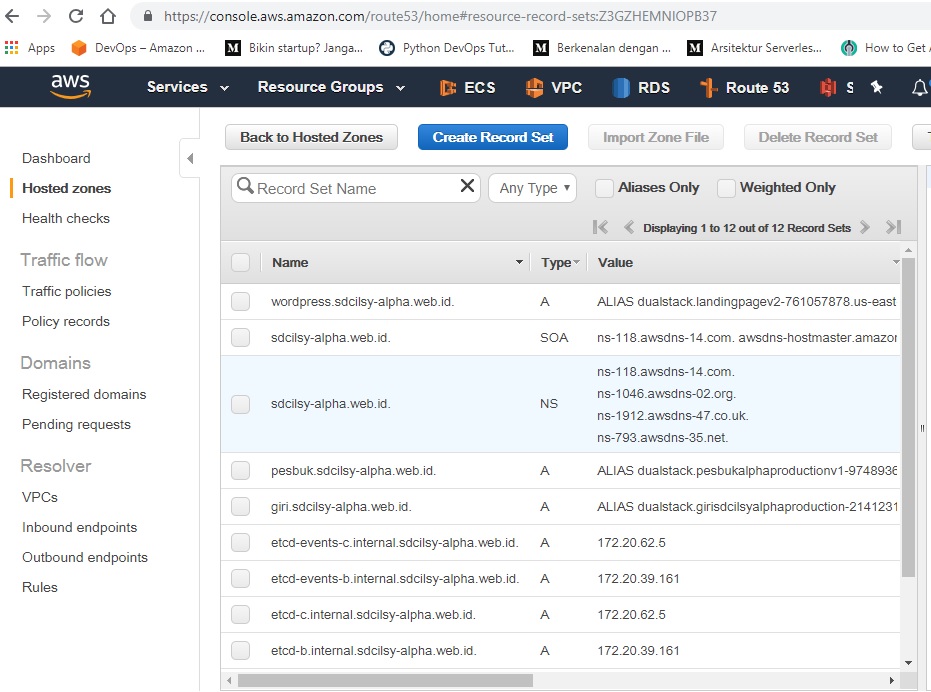 https://console.aws.amazon.com/route53/home#resource-record-sets:Z3GZHEMNIOPB37
Apps DevOps – Amazon ... Bikin startup? Janga... Python DevOps Tut... Berkenalan dengan ... Arsitektur Serverles... How to Get
aws Services Resource Groups ECS VPC RDS Route 53 S
Back to Hosted Zones Create Record Set Import Zone File Delete Record Set T
Dashboard
Hosted zones
Health checks
Traffic flow
Traffic policies
Policy records
Domains
Registered domains
Pending requests
Resolver
VPCs
Inbound endpoints
Outbound endpoints
Rules
Record Set Name Any Type Aliases Only Weighted Only
Displaying 1 to 12 out of 12 Record Sets
Name Type Value
wordpress.sdcilsy-alpha.web.id. A ALIAS dualstack.landingpagev2-761057878.us-east
sdcilsy-alpha.web.id. SOA ns-118.awsdns-14.com. awsdns-hostmaster.amazon
sdcilsy-alpha.web.id. NS ns-118.awsdns-14.com.
ns-1046.awsdns-02.org.
ns-1912.awsdns-47.co.uk.
ns-793.awsdns-35.net.
pesbuk.sdcilsy-alpha.web.id. A ALIAS dualstack.pesbukalphaproductionv1-9748936
giri.sdcilsy-alpha.web.id. A ALIAS dualstack.girisdcilsyalphaproduction-2141231
etcd-events-c.internal.sdcilsy-alpha.web.id. A 172.20.62.5
etcd-events-b.internal.sdcilsy-alpha.web.id. A 172.20.39.161
etcd-c.internal.sdcilsy-alpha.web.id. A 172.20.62.5
etcd-b.internal.sdcilsy-alpha.web.id. A 172.20.39.161